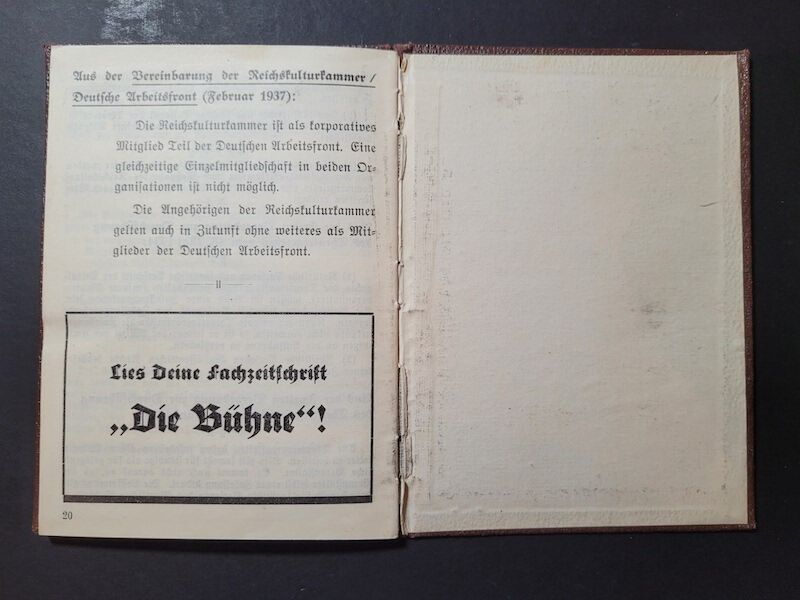 Aus der Vereinbarung der Reichskulturkammer/
Deutsche Arbeitsfront (Februar 1937):
Die Reichskulturkammer ist als korporatives
Mitglied Teil der Deutschen Arbeitsfront. Eine
gleichzeitige Einzelmitgliedschaft in beiden Or-
ganisationen ist nicht möglich.
Die Angehörigen der Reichskulturkammer
gelten auch in Zukunft ohne weiteres als Mit-
glieder der Deutschen Arbeitsfront.
Lies Deine Fachzeitschrift
„Die Bühne“!
20